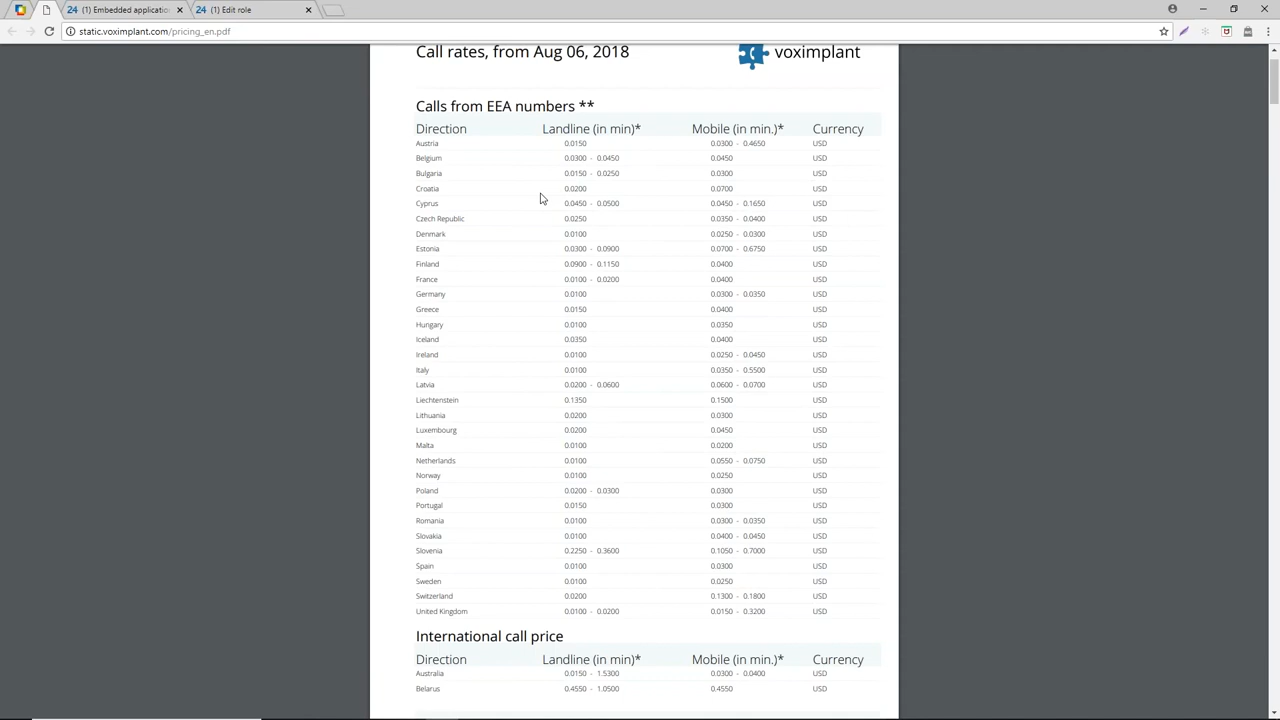 24 (1) Embedded applicatio ×
24 (1) Edit role ×
static.voximplant.com/pricing_en.pdf
Call rates, from Aug 06, 2018 voximplant
Calls from EEA numbers **
Direction Landline (in min)* Mobile (in min.)* Currency
Austria 0.0150 0.0300 - 0.4650 USD
Belgium 0.0300 - 0.0450 0.0450 USD
Bulgaria 0.0150 - 0.0250 0.0300 USD
Croatia 0.0200 0.0700 USD
Cyprus 0.0450 - 0.0500 0.0450 - 0.1650 USD
Czech Republic 0.0250 0.0350 - 0.0400 USD
Denmark 0.0100 0.0250 - 0.0300 USD
Estonia 0.0300 - 0.0900 0.0700 - 0.6750 USD
Finland 0.0900 - 0.1150 0.0400 USD
France 0.0100 - 0.0200 0.0400 USD
Germany 0.0100 0.0300 - 0.0350 USD
Greece 0.0150 0.0400 USD
Hungary 0.0100 0.0350 USD
Iceland 0.0350 0.0400 USD
Ireland 0.0100 0.0250 - 0.0450 USD
Italy 0.0100 0.0350 - 0.5500 USD
Latvia 0.0200 - 0.0600 0.0600 - 0.0700 USD
Liechtenstein 0.1350 0.1500 USD
Lithuania 0.0200 0.0300 USD
Luxembourg 0.0200 0.0450 USD
Malta 0.0100 0.0200 USD
Netherlands 0.0100 0.0550 - 0.0750 USD
Norway 0.0100 0.0250 USD
Poland 0.0200 - 0.0300 0.0300 USD
Portugal 0.0150 0.0300 USD
Romania 0.0100 0.0300 - 0.0350 USD
Slovakia 0.0100 0.0400 - 0.0450 USD
Slovenia 0.2250 - 0.3600 0.1050 - 0.7000 USD
Spain 0.0100 0.0300 USD
Sweden 0.0100 0.0250 USD
Switzerland 0.0200 0.1300 - 0.1800 USD
United Kingdom 0.0100 - 0.0200 0.0150 - 0.3200 USD
International call price
Direction Landline (in min)* Mobile (in min.)* Currency
Australia 0.0150 - 1.5300 0.0300 - 0.0400 USD
Belarus 0.4550 - 1.0500 0.4550 USD